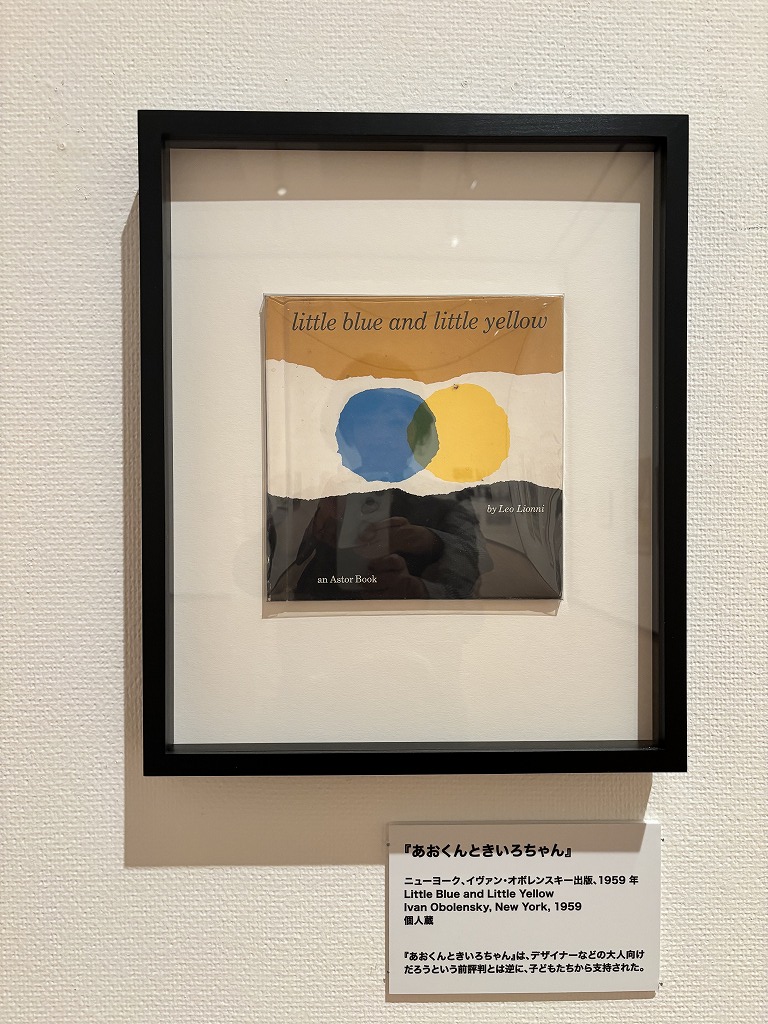 little blue and little yellow
by Leo Lionni
an Astor Book
『あおくんときいろちゃん』
ニューヨーク、イヴァン・オボレンスキー出版、1959 年
Little Blue and Little Yellow
Ivan Obolensky, New York, 1959
個人蔵
『あおくんときいろちゃん』は、デザイナーなどの大人向け
だろうという前評判とは逆に、子どもたちから支持された。